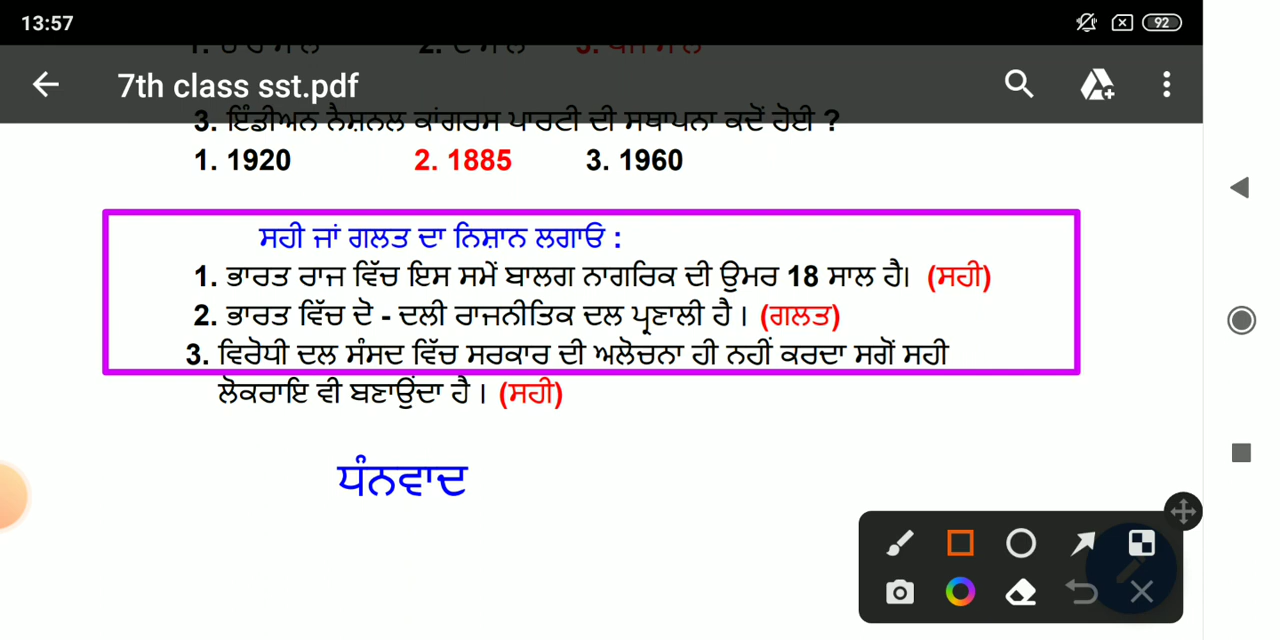 13:57
92
7th class sst.pdf
3. ਇੰਡੀਅਨ ਨੈਸ਼ਨਲ ਕਾਂਗਰਸ ਪਾਰਟੀ ਦੀ ਸਥਾਪਨਾ ਕਦੋਂ ਹੋਈ ?
1. 1920 2. 1885 3. 1960
ਸਹੀ ਜਾਂ ਗਲਤ ਦਾ ਨਿਸ਼ਾਨ ਲਗਾਓ :
1. ਭਾਰਤ ਰਾਜ ਵਿੱਚ ਇਸ ਸਮੇਂ ਬਾਲਗ ਨਾਗਰਿਕ ਦੀ ਉਮਰ 18 ਸਾਲ ਹੈ। (ਸਹੀ)
2. ਭਾਰਤ ਵਿੱਚ ਦੋ - ਦਲੀ ਰਾਜਨੀਤਿਕ ਦਲ ਪ੍ਰਣਾਲੀ ਹੈ। (ਗਲਤ)
3. ਵਿਰੋਧੀ ਦਲ ਸੰਸਦ ਵਿੱਚ ਸਰਕਾਰ ਦੀ ਅਲੋਚਨਾ ਹੀ ਨਹੀਂ ਕਰਦਾ ਸਗੋਂ ਸਹੀ
ਲੋਕਰਾਇ ਵੀ ਬਣਾਉਂਦਾ ਹੈ। (ਸਹੀ)
ਧੰਨਵਾਦ